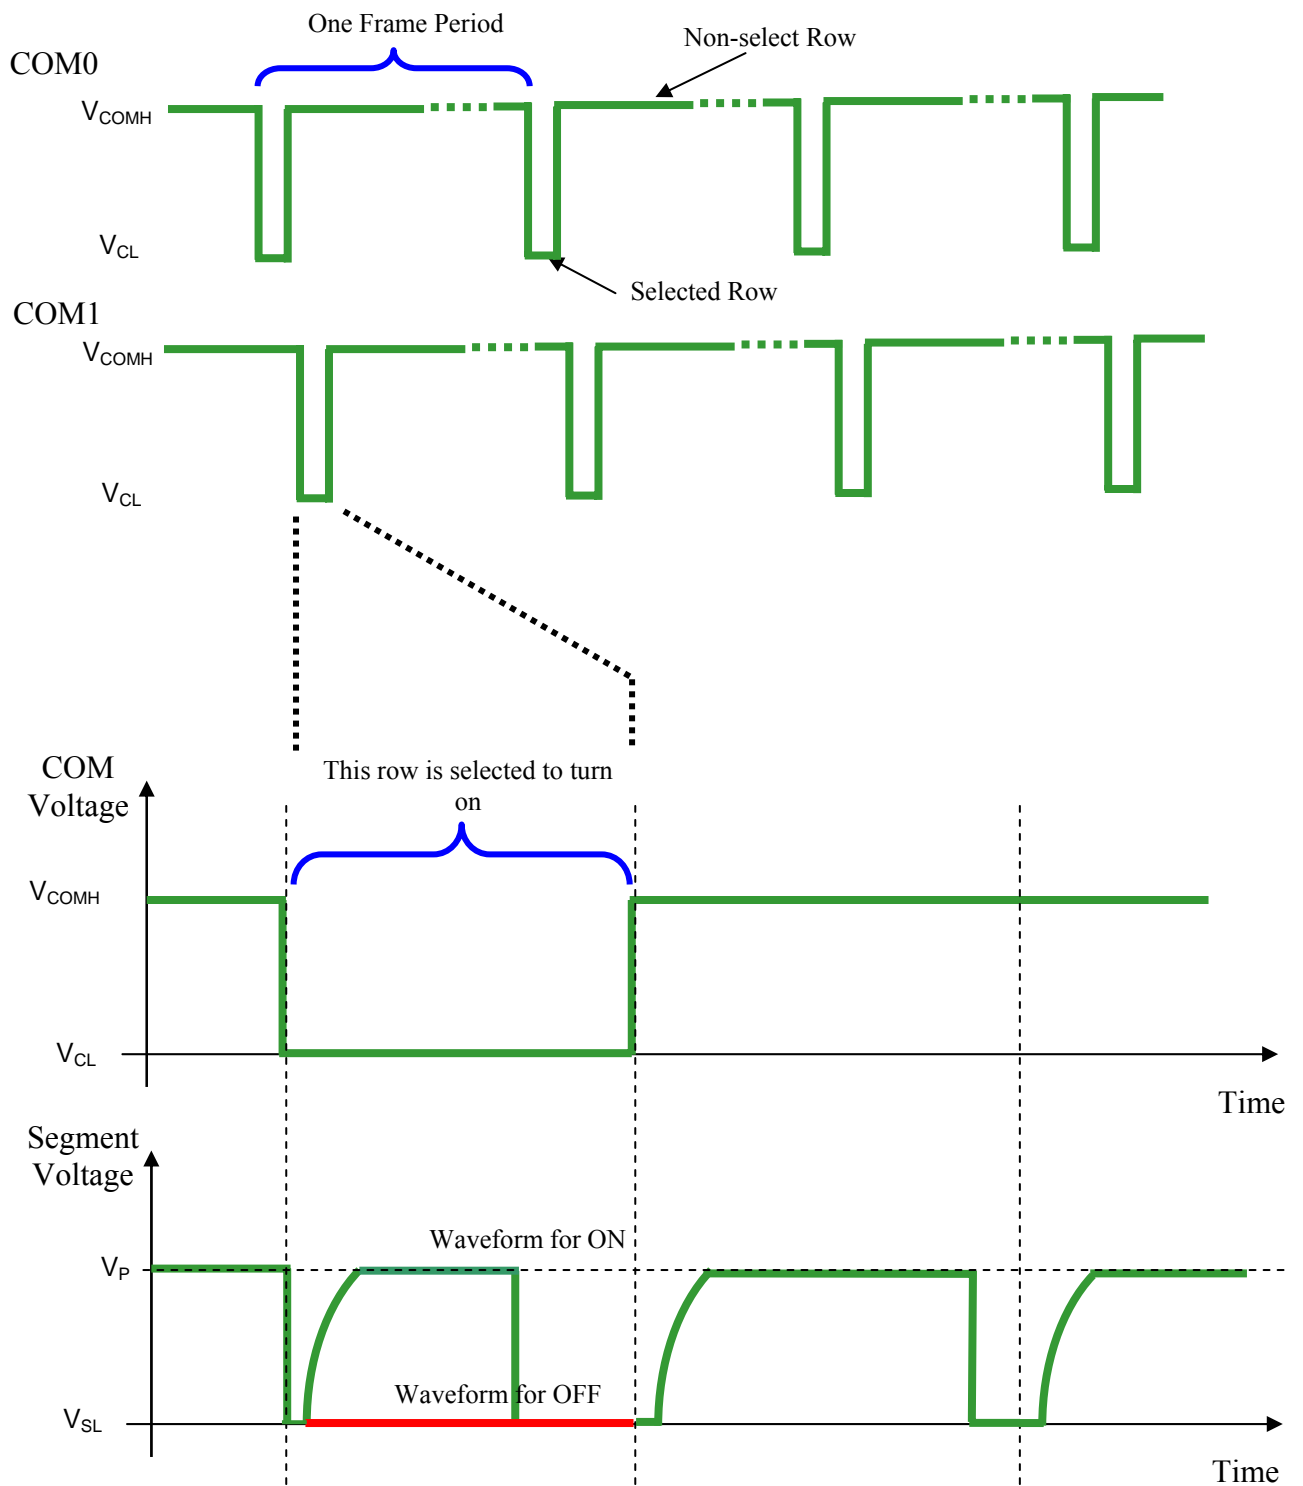 One Frame Period
Non-select Row
COM0
VCOMH
VCL
Selected Row
COM1
VCOMH
VCL
COM
Voltage
This row is selected to turn
on
VCOMH
VCL
Time
Segment
Voltage
Waveform for ON
VP
Waveform for OFF
VSL
Time